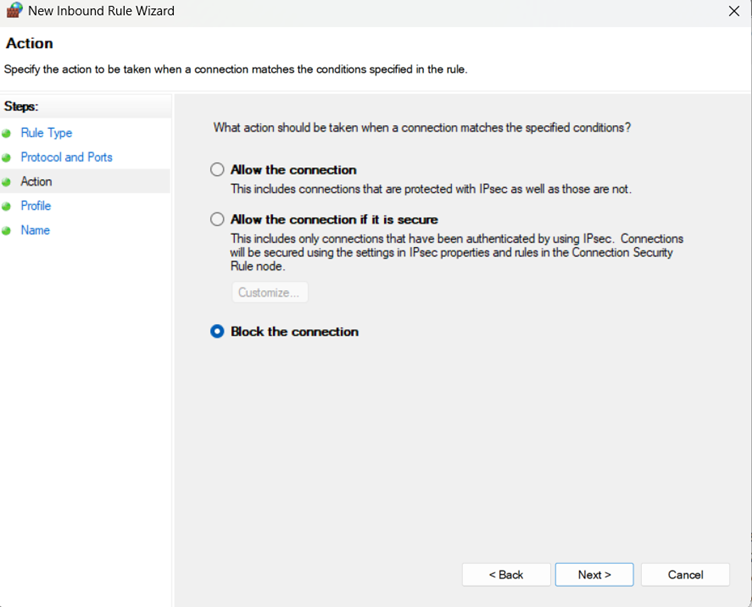 New Inbound Rule Wizard
Action
Specify the action to be taken when a connection matches the conditions specified in the rule.
Steps:
Rule Type
Protocol and Ports
Action
Profile
Name
What action should be taken when a connection matches the specified conditions?
Allow the connection
This includes connections that are protected with IPsec as well as those are not.
Allow the connection if it is secure
This includes only connections that have been authenticated by using IPsec. Connections
will be secured using the settings in IPsec properties and rules in the Connection Security
Rule node.
Customize...
Block the connection
< Back
Next >
Cancel